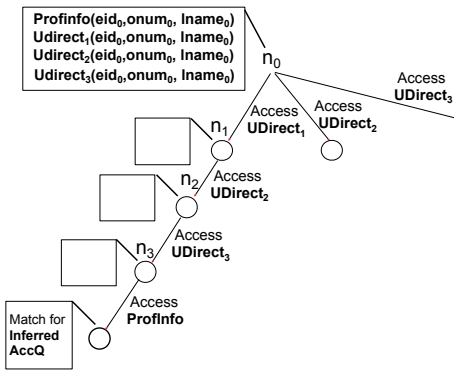 Profinfo(eid₀,onum₀, lname₀)
Udirect₁(eid₀,onum₀, lname₀)
Udirect₂(eid₀,onum₀, lname₀)
Udirect₃(eid₀,onum₀, lname₀)
n₀
Access
UDirect₃
Access
UDirect₁
Access
UDirect₂
n₁
Access
UDirect₂
n₂
Access
UDirect₃
n₃
Access
ProfInfo
Match for
Inferred
AccQ